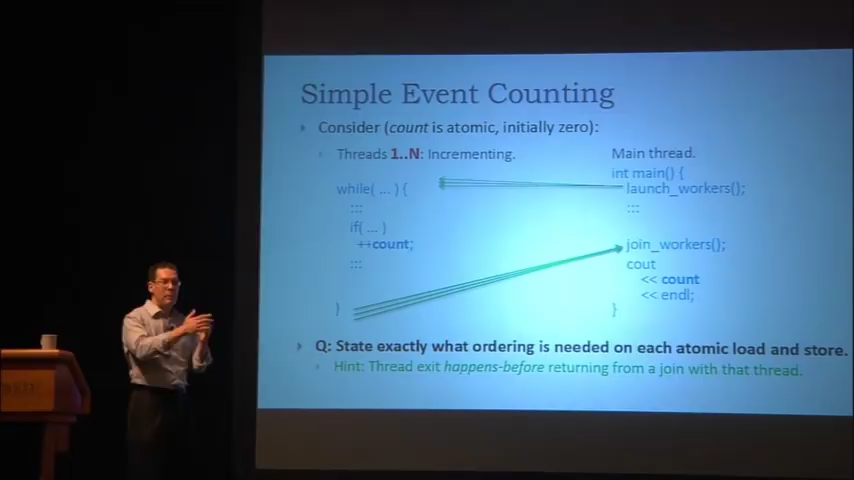 Simple Event Counting
Consider (count is atomic, initially zero):
Threads 1..N: Incrementing.
while( ... ) {
:::
if( ... )
++count;
:::
}
Main thread.
int main() {
launch_workers();
:::
join_workers();
cout
<< count
<< endl;
}
Q: State exactly what ordering is needed on each atomic load and store.
Hint: Thread exit happens-before returning from a join with that thread.